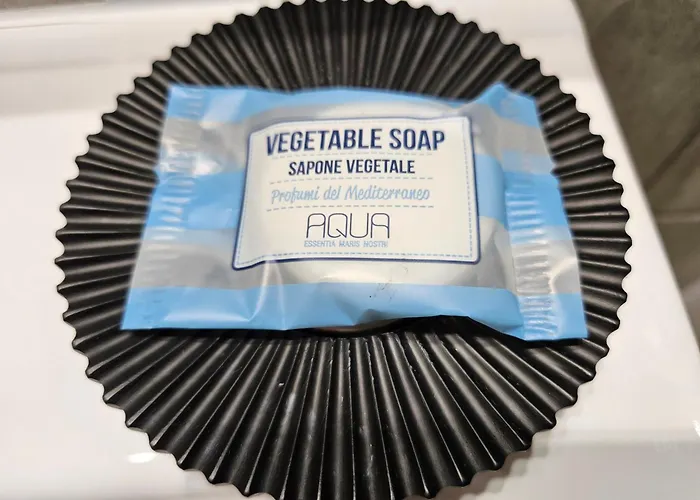 VEGETABLE SOAP
SAPONE VEGETALE
Profumi del Mediterraneo
AQUA
ESSENTIA MARIS NOSTRI